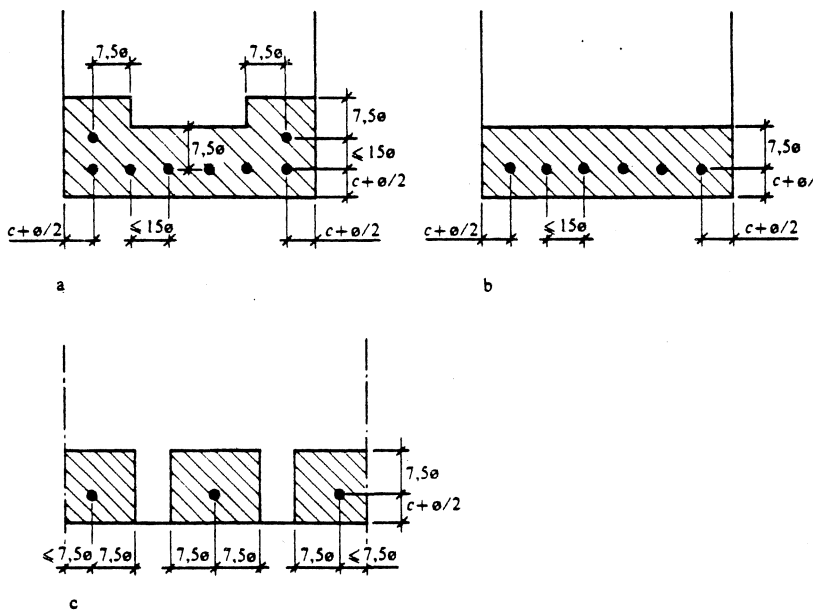 7,5ø 7,5ø
7,5ø
7,5ø
⩽ 15ø
c + ø/2
c + ø/2 ⩽ 15ø c + ø/2
a
7,5ø
c + ø/
c + ø/2 ⩽ 15ø c + ø/2
b
7,5ø
c + ø/2
⩽ 7,5ø 7,5ø 7,5ø 7,5ø 7,5ø ⩽ 7,5ø
c